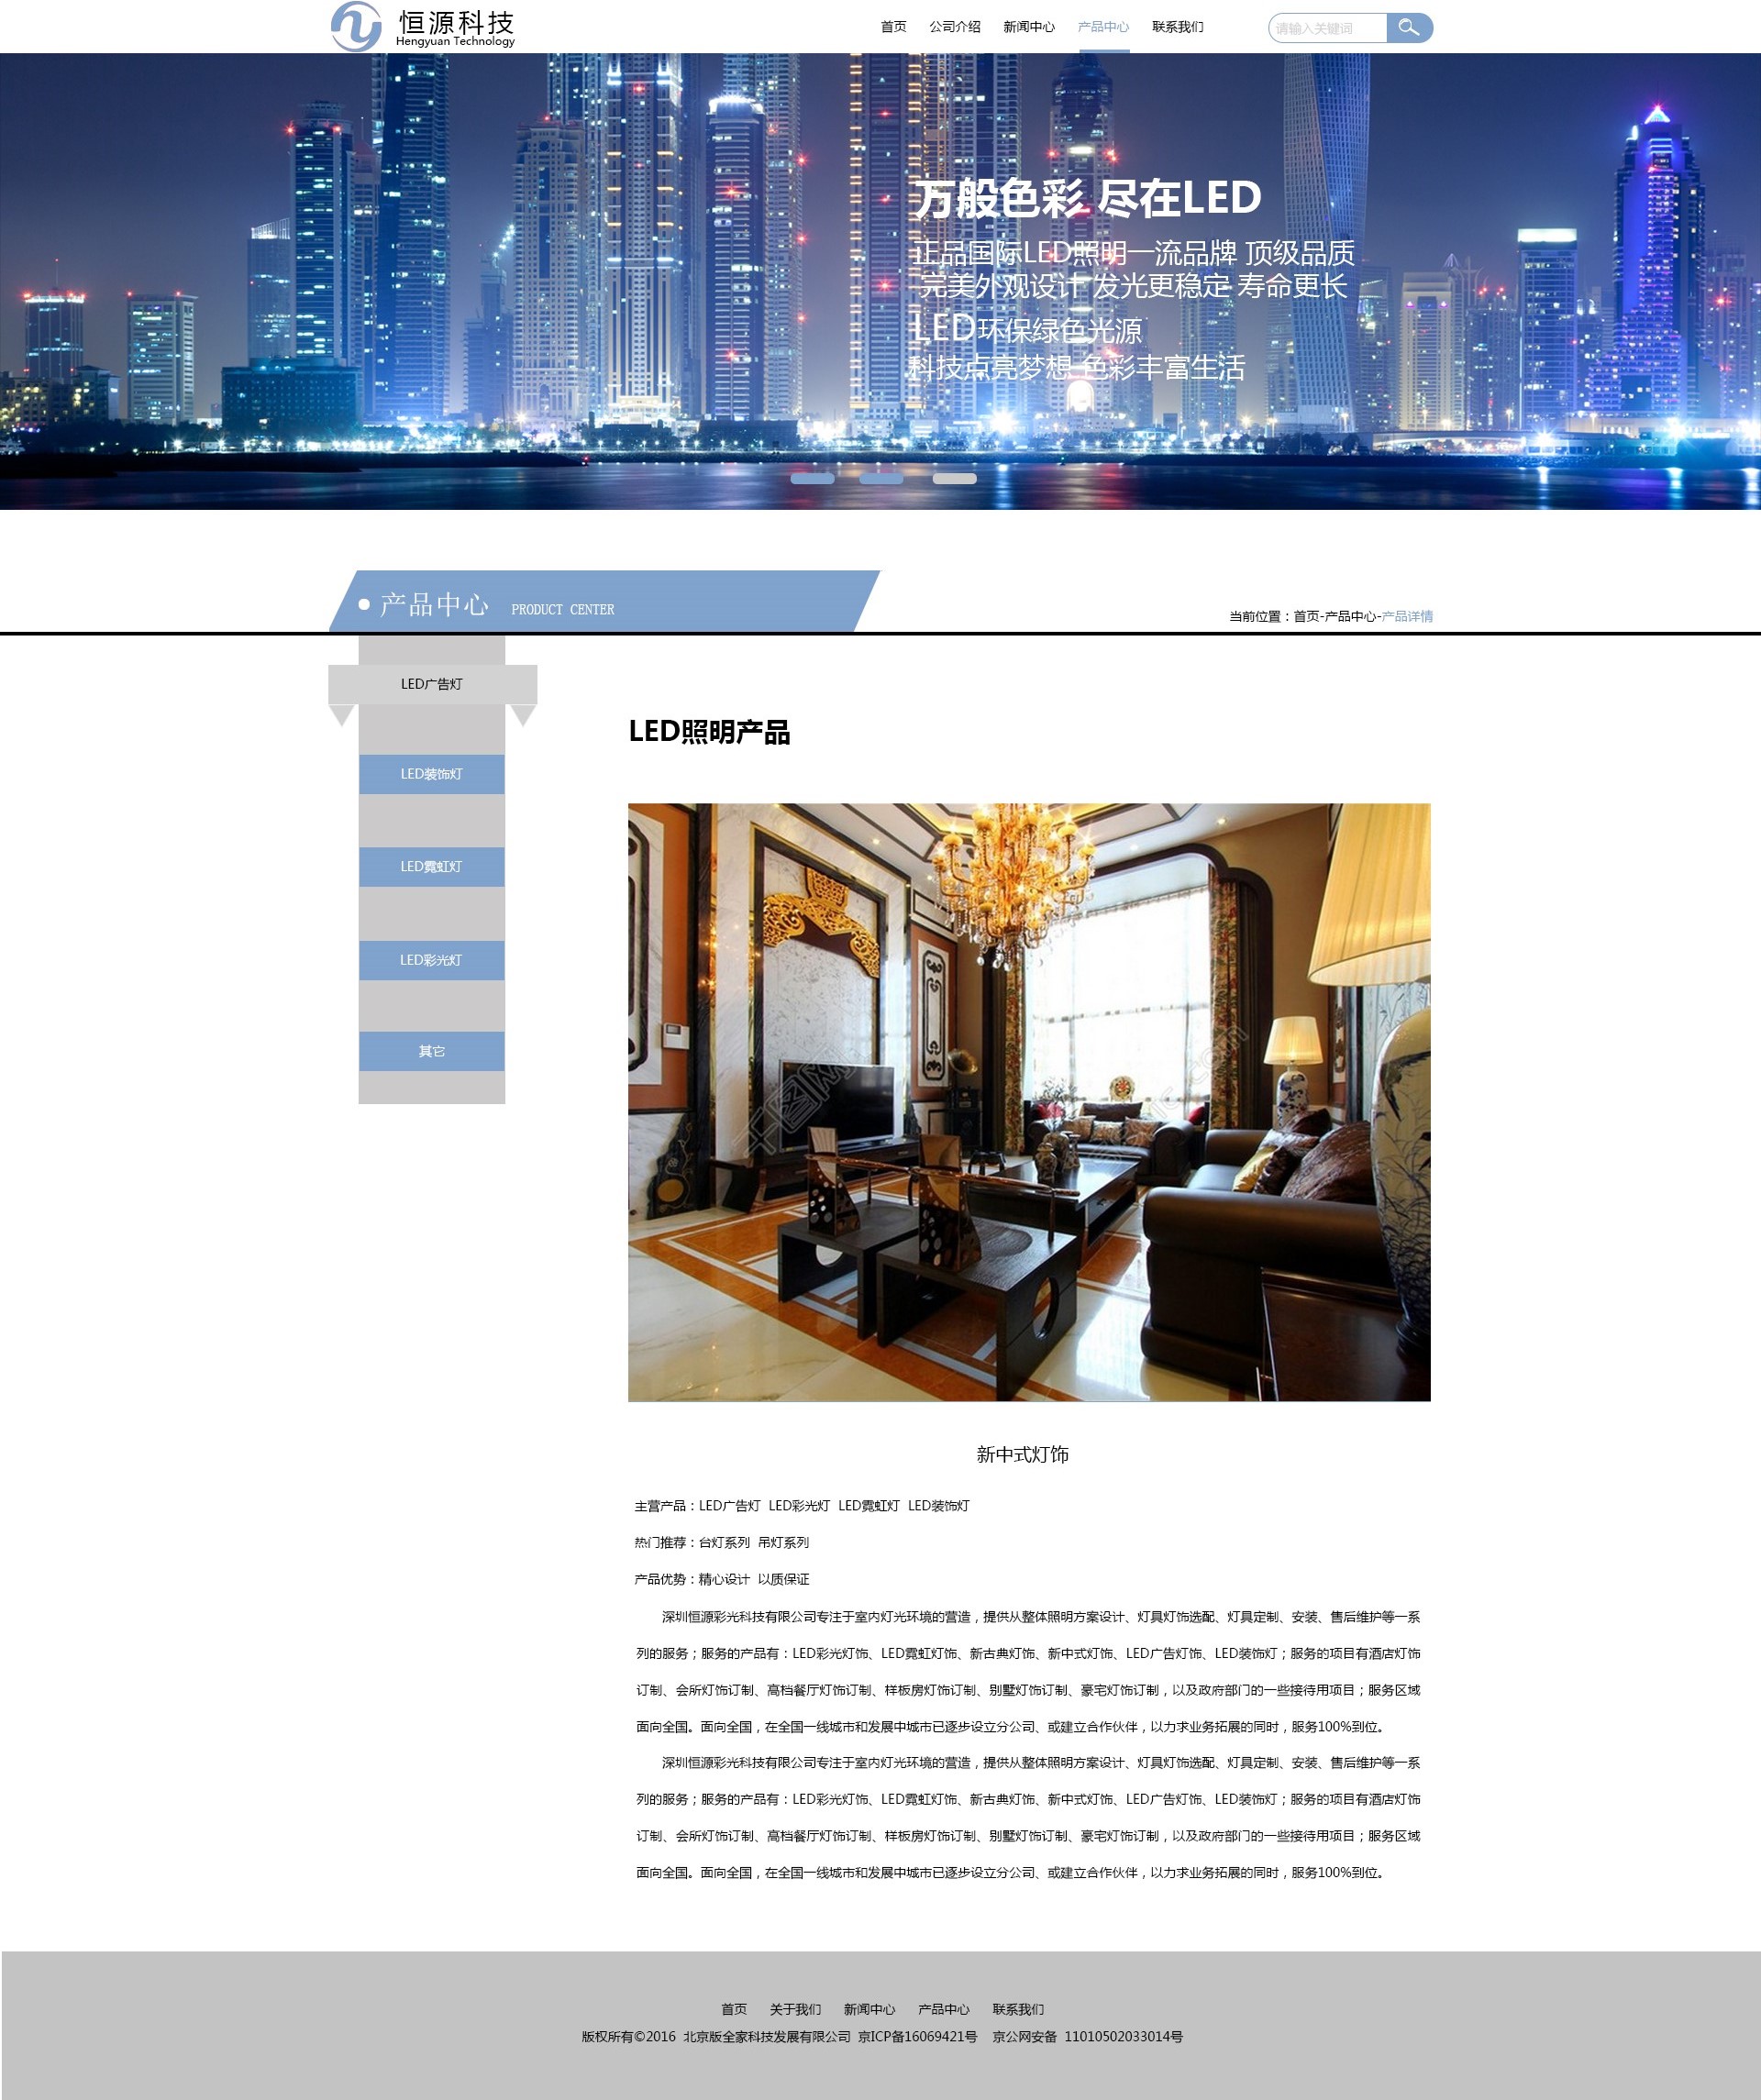 恒源科技
Hengyuan Technology
首页 公司介绍 新闻中心 产品中心 联系我们
请输入关键词
万般色彩 尽在LED
正品国际LED照明一流品牌 顶级品质
完美外观设计 发光更稳定 寿命更长
LED环保绿色光源
科技点亮梦想 色彩丰富生活
产品中心 PRODUCT CENTER
当前位置：首页-产品中心-产品详情
LED广告灯
LED装饰灯
LED霓虹灯
LED彩光灯
其它
LED照明产品
千图网
新中式灯饰
主营产品：LED广告灯 LED彩光灯 LED霓虹灯 LED装饰灯
热门推荐：台灯系列 吊灯系列
产品优势：精心设计 以质保证
深圳恒源彩光科技有限公司专注于室内灯光环境的营造，提供从整体照明方案设计、灯具灯饰选配、灯具定制、安装、售后维护等一系
列的服务；服务的产品有：LED彩光灯饰、LED霓虹灯饰、新古典灯饰、新中式灯饰、LED广告灯饰、LED装饰灯；服务的项目有酒店灯饰
订制、会所灯饰订制、高档餐厅灯饰订制、样板房灯饰订制、别墅灯饰订制、豪宅灯饰订制，以及政府部门的一些接待用项目；服务区域
面向全国。面向全国，在全国一线城市和发展中城市已逐步设立分公司、或建立合作伙伴，以力求业务拓展的同时，服务100%到位。
深圳恒源彩光科技有限公司专注于室内灯光环境的营造，提供从整体照明方案设计、灯具灯饰选配、灯具定制、安装、售后维护等一系
列的服务；服务的产品有：LED彩光灯饰、LED霓虹灯饰、新古典灯饰、新中式灯饰、LED广告灯饰、LED装饰灯；服务的项目有酒店灯饰
订制、会所灯饰订制、高档餐厅灯饰订制、样板房灯饰订制、别墅灯饰订制、豪宅灯饰订制，以及政府部门的一些接待用项目；服务区域
面向全国。面向全国，在全国一线城市和发展中城市已逐步设立分公司、或建立合作伙伴，以力求业务拓展的同时，服务100%到位。
首页 关于我们 新闻中心 产品中心 联系我们
版权所有©2016 北京版全家科技发展有限公司 京ICP备16069421号 京公网安备 11010502033014号